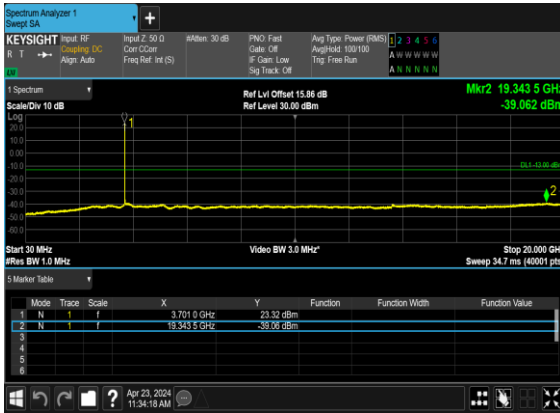 Spectrum Analyzer 1
Swept SA
KEYSIGHT Input: RF Input Z: 50 Ω #Atten: 30 dB PNO: Fast Avg Type: Power (RMS) 1 2 3 4 5 6
R T Coupling: DC Corr CCorr Gate: Off Avg|Hold: 100/100 A W W W W W
Align: Auto Freq Ref: Int (S) IF Gain: Low Trig: Free Run
Sig Track: Off A N N N N N
1 Spectrum
Ref Lvl Offset 15.86 dB Mkr2 19.343 5 GHz
Scale/Div 10 dB Ref Level 30.00 dBm -39.062 dBm
Log
1
20.0
10.0
0.00
-10.0
DL1 -13.00 dBm
-20.0
-30.0
2
-40.0
-50.0
-60.0
Start 30 MHz Video BW 3.0 MHz* Stop 20.000 GH
#Res BW 1.0 MHz Sweep 34.7 ms (40001 pts
5 Marker Table
Mode Trace Scale X Y Function Function Width Function Value
1 N 1 f 3.701 0 GHz 23.32 dBm
2 N 1 f 19.343 5 GHz -39.06 dBm
3
4
5
6
Apr 23, 2024
11:34:18 AM